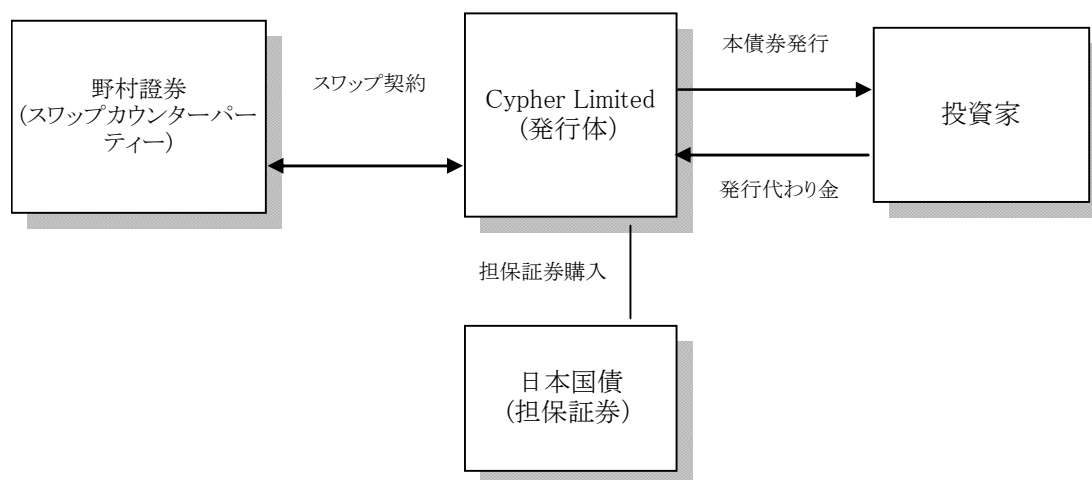 野村證券
(スワップカウンターパー
ティー)
スワップ契約
Cypher Limited
(発行体)
本債券発行
発行代わり金
投資家
担保証券購入
日本国債
(担保証券)